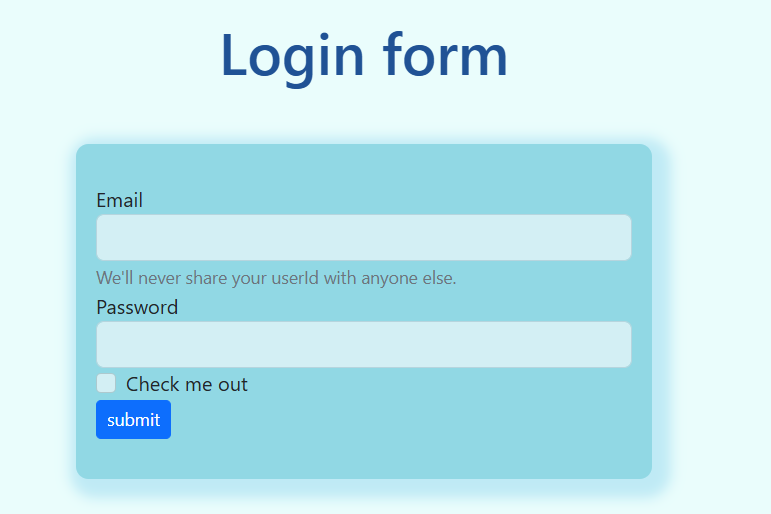 Login form
Email
We'll never share your userId with anyone else.
Password
Check me out
submit